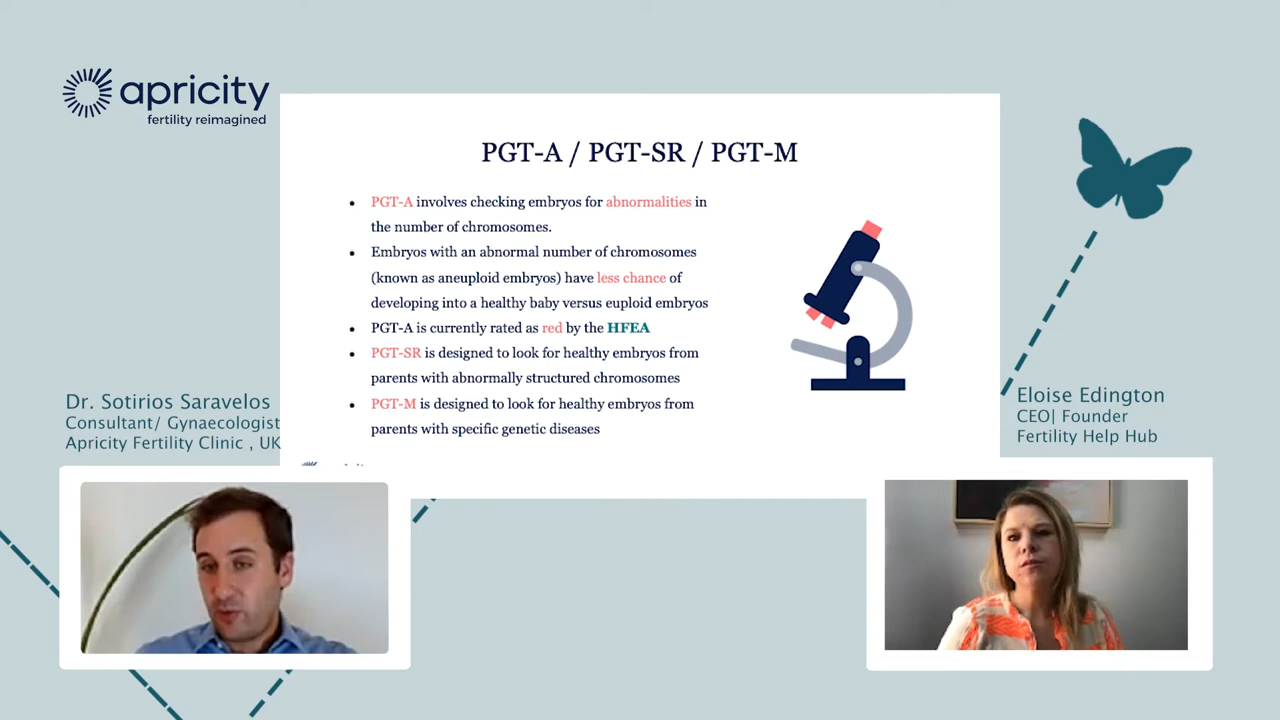 apricity
fertility reimagined
PGT-A / PGT-SR / PGT-M
• PGT-A involves checking embryos for abnormalities in
the number of chromosomes.
• Embryos with an abnormal number of chromosomes
(known as aneuploid embryos) have less chance of
developing into a healthy baby versus euploid embryos
• PGT-A is currently rated as red by the HFEA
• PGT-SR is designed to look for healthy embryos from
parents with abnormally structured chromosomes
• PGT-M is designed to look for healthy embryos from
parents with specific genetic diseases
Dr. Sotirios Saravelos
Consultant/ Gynaecologist
Apricity Fertility Clinic , UK
Eloise Edington
CEO| Founder
Fertility Help Hub